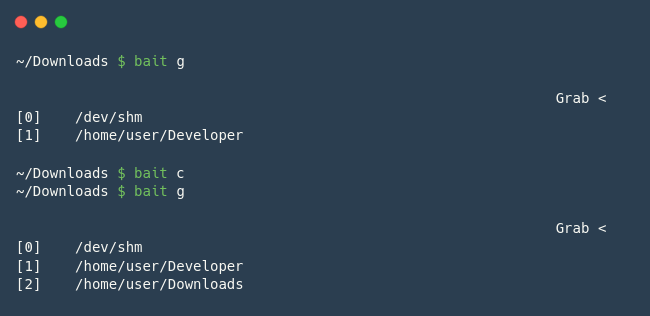 ~/Downloads $ bait g
Grab <
[0]    /dev/shm
[1]    /home/user/Developer
~/Downloads $ bait c
~/Downloads $ bait g
Grab <
[0]    /dev/shm
[1]    /home/user/Developer
[2]    /home/user/Downloads